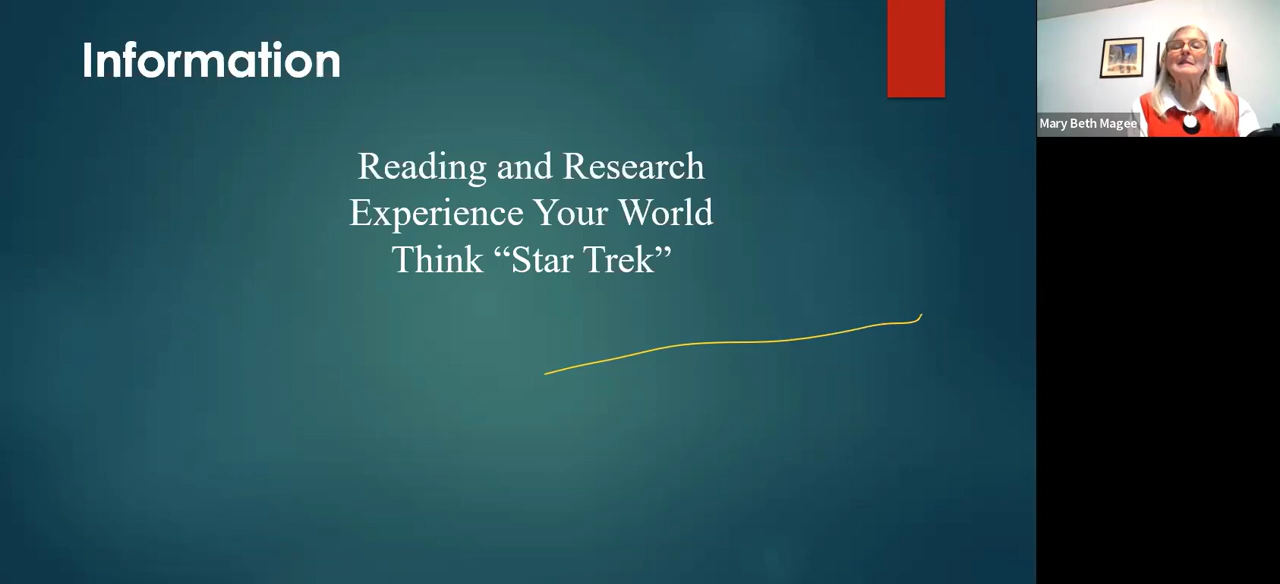 Information
Reading and Research
Experience Your World
Think “Star Trek”
Mary Beth Magee